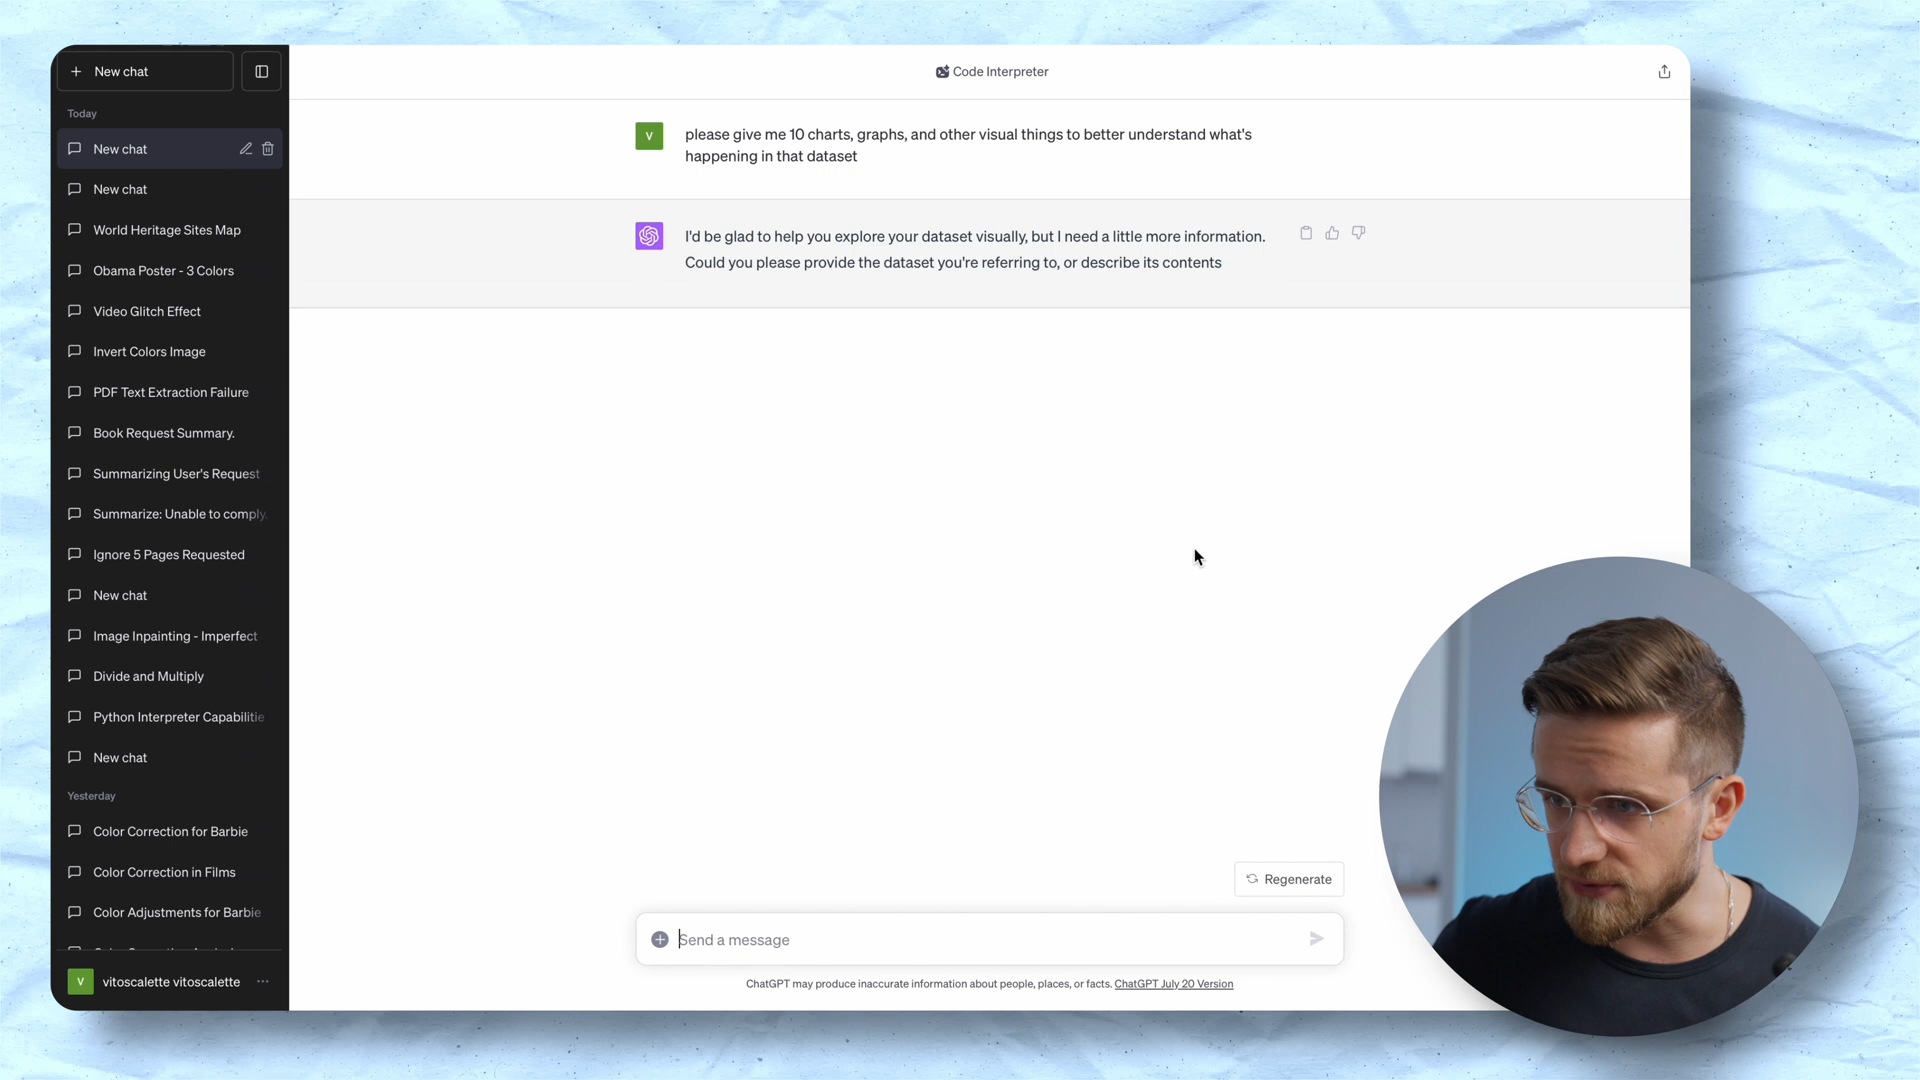 New chat
Today
New chat
New chat
World Heritage Sites Map
Obama Poster - 3 Colors
Video Glitch Effect
Invert Colors Image
PDF Text Extraction Failure
Book Request Summary.
Summarizing User's Request
Summarize: Unable to comply.
Ignore 5 Pages Requested
New chat
Image Inpainting - Imperfect
Divide and Multiply
Python Interpreter Capabilitie
New chat
Yesterday
Color Correction for Barbie
Color Correction in Films
Color Adjustments for Barbie
V
vitoscalette vitoscalette
Code Interpreter
V
please give me 10 charts, graphs, and other visual things to better understand what's
happening in that dataset
I'd be glad to help you explore your dataset visually, but I need a little more information.
Could you please provide the dataset you're referring to, or describe its contents
Regenerate
Send a message
ChatGPT may produce inaccurate information about people, places, or facts. ChatGPT July 20 Version